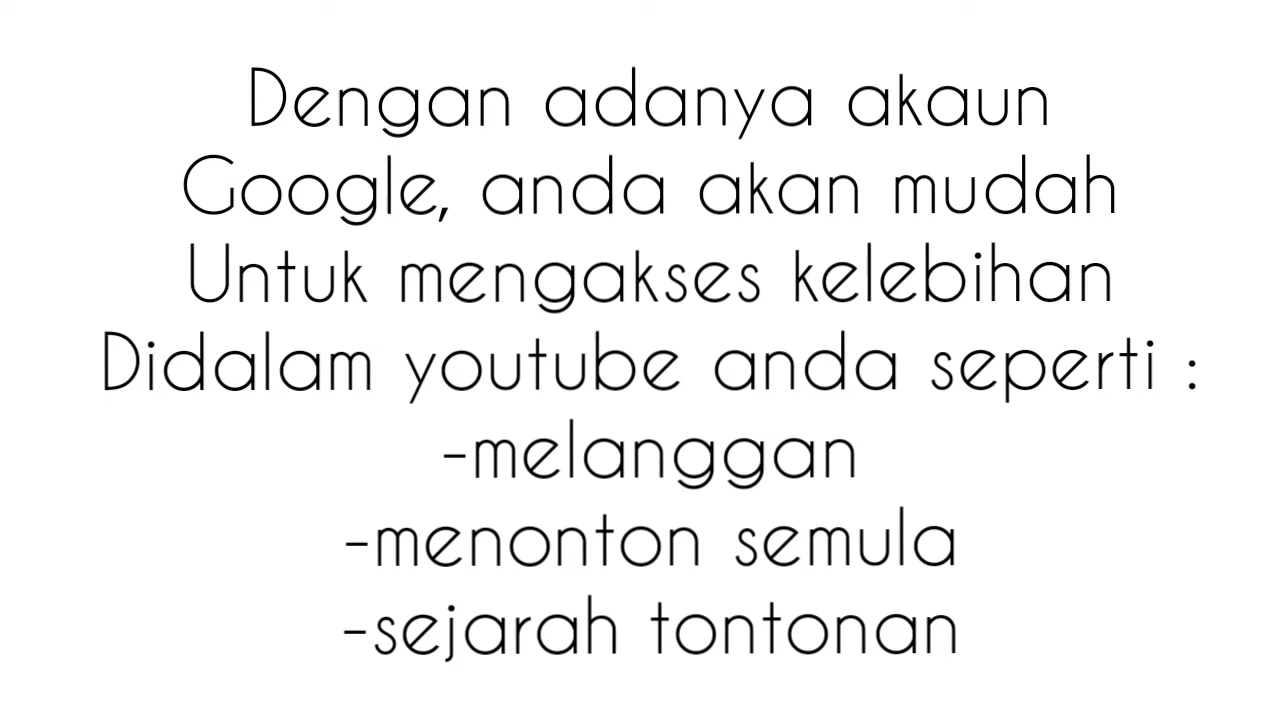 Dengan adanya akaun
Google, anda akan mudah
Untuk mengakses kelebihan
Didalam youtube anda seperti :
-melanggan
-menonton semula
-sejarah tontonan